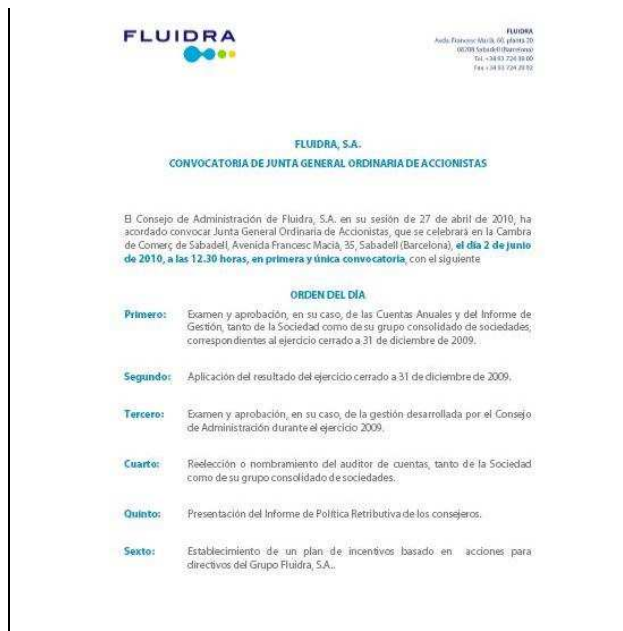 FLUIDRA
FLUIDRA
Avda. Francesc Macià, 60, planta 20
08208 Sabadell (Barcelona)
FLUIDRA, S.A.
CONVOCATORIA DE JUNTA GENERAL ORDINARIA DE ACCIONISTAS
El Consejo de Administración de Fluidra, S.A. en su sesión de 27 de abril de 2010, ha
acordado convocar Junta General Ordinaria de Accionistas, que se celebrará en la Cambra
de Comerç de Sabadell, Avenida Francesc Macià, 35, Sabadell (Barcelona), el día 2 de junio
de 2010, a las 12.30 horas, en primera y única convocatoria, con el siguiente
ORDEN DEL DÍA
Primero: Examen y aprobación, en su caso, de las Cuentas Anuales y del Informe de
Gestión, tanto de la Sociedad como de su grupo consolidado de sociedades,
correspondientes al ejercicio cerrado a 31 de diciembre de 2009.
Segundo: Aplicación del resultado del ejercicio cerrado a 31 de diciembre de 2009.
Tercero: Examen y aprobación, en su caso, de la gestión desarrollada por el Consejo
de Administración durante el ejercicio 2009.
Cuarto: Reelección o nombramiento del auditor de cuentas, tanto de la Sociedad
como de su grupo consolidado de sociedades.
Quinto: Presentación del Informe de Política Retributiva de los consejeros.
Sexto: Establecimiento de un plan de incentivos basado en acciones para
directivos del Grupo Fluidra, S.A..